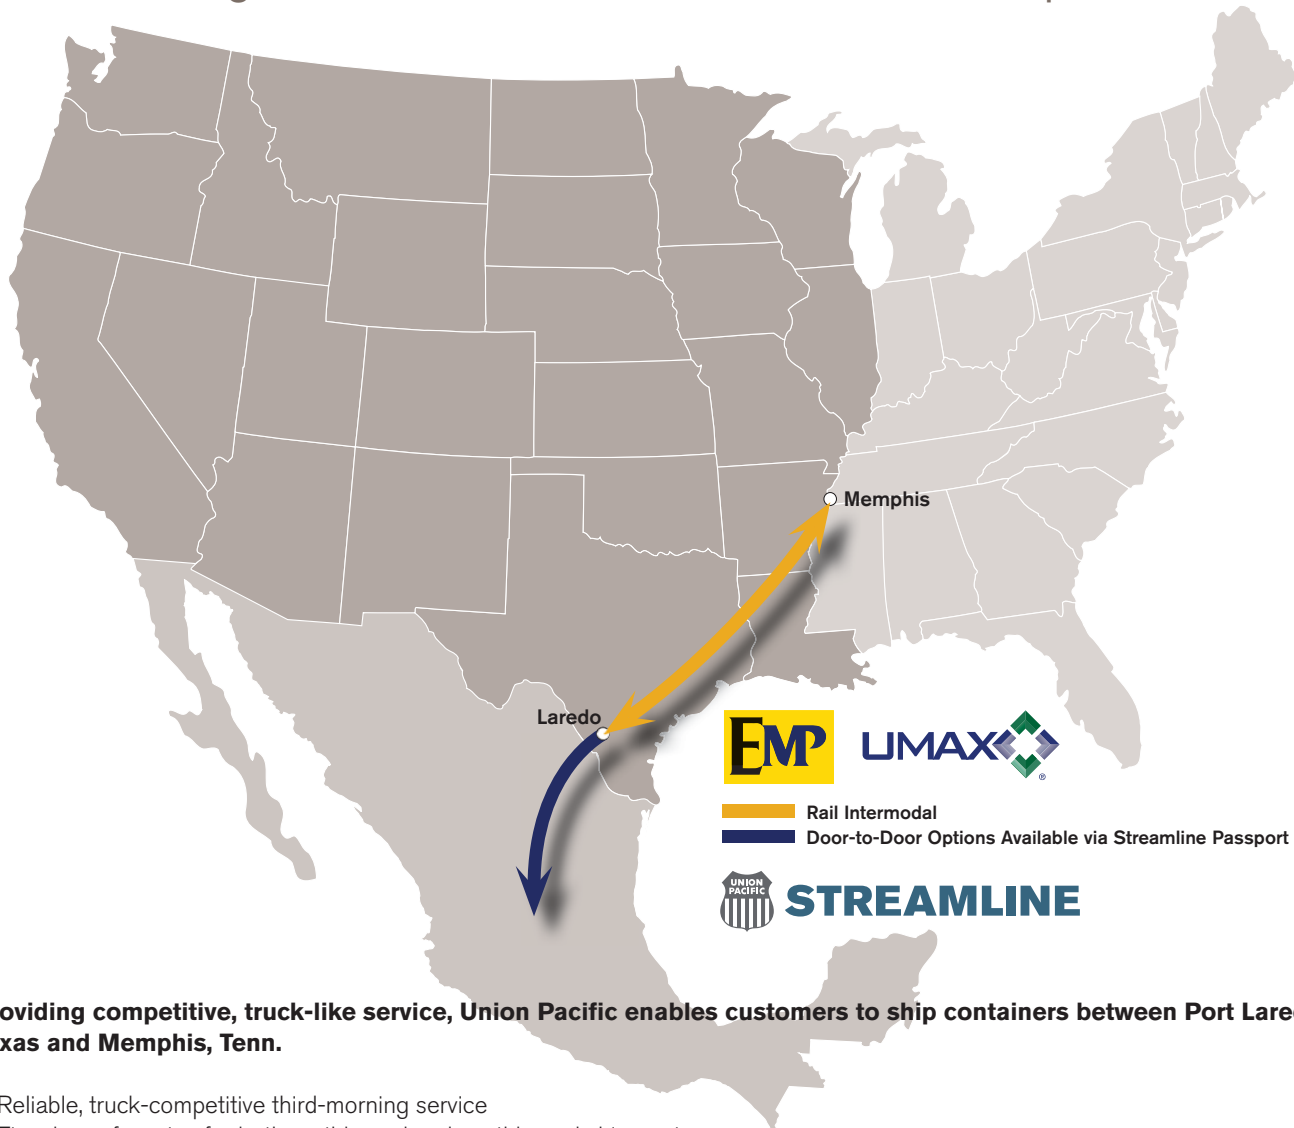 Memphis
Laredo
EMP UMAX ®
Rail Intermodal
Door-to-Door Options Available via Streamline Passport
UNION
PACIFIC
STREAMLINE
oviding competitive, truck-like service, Union Pacific enables customers to ship containers between Port Lare
xas and Memphis, Tenn.
Reliable, truck-competitive third-morning service